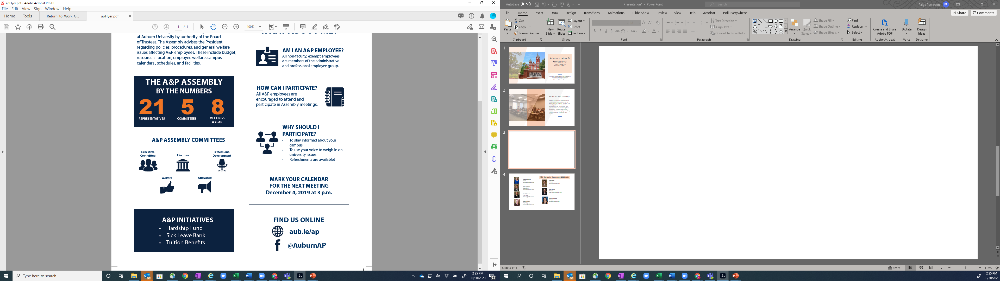 apFlyer.pdf - Adobe Acrobat Pro DC
File Edit View Sign Window Help
Home Tools Return_to_Work_G... apFlyer.pdf ×
1 / 1 100%
at Auburn University by authority of the Board
of Trustees. The Assembly advises the President
regarding policies, procedures, and general welfare
issues affecting A&P employees. These include budget,
resource allocation, employee welfare, campus
calendars , schedules, and facilities.
THE A&P ASSEMBLY
BY THE NUMBERS
21 5 8
REPRESENTATIVES COMMITTEES MEETINGS
A YEAR
A&P ASSEMBLY COMMITTEES
Executive
Committee
Elections
Professional
Development
Welfare
Grievance
A&P INITIATIVES
• Hardship Fund
• Sick Leave Bank
• Tuition Benefits
WHAT ABOUT ME?
AM I AN A&P EMPLOYEE?
All non-faculty, exempt employees
are members of the administrative
and professional employee group.
HOW CAN I PARTICPATE?
All A&P employees are
encouraged to attend and
participate in Assembly meetings.
WHY SHOULD I
PARTICIPATE?
• To stay informed about your
campus
• To use your voice to weigh in on
university issues
• Refreshments are available!
MARK YOUR CALENDAR
FOR THE NEXT MEETING
December 4, 2019 at 3 p.m.
FIND US ONLINE
aub.ie/ap
@AuburnAP
Type here to search
2:25 PM
10/30/2020
23
AutoSave Off
Presentation1 - PowerPoint
Search
Paige Patterson PP
File Home Insert Draw Design Transitions Animations Slide Show Review View Help Acrobat Poll Everywhere
Share Comments
Paste
Cut
Copy
Format Painter
Clipboard
New
Slide
Reuse
Slides
Layout
Reset
Section
Slides
Font
Text Direction
Align Text
Convert to SmartArt
Paragraph
Arrange
Quick
Styles
Shape Fill
Shape Outline
Shape Effects
Drawing
Find
Replace
Select
Editing
Create and Share
Adobe PDF
Adobe Acrobat
Dictate
Voice
Design
Ideas
Designer
1
Administrative &
Professional
Assembly
AUBURN
UNIVERSITY
2
What is the A&P Assembly?
3
4
A&P Executive Committee 2020-2021
Slide 3 of 4
Notes
114%
2:25 PM
10/30/2020